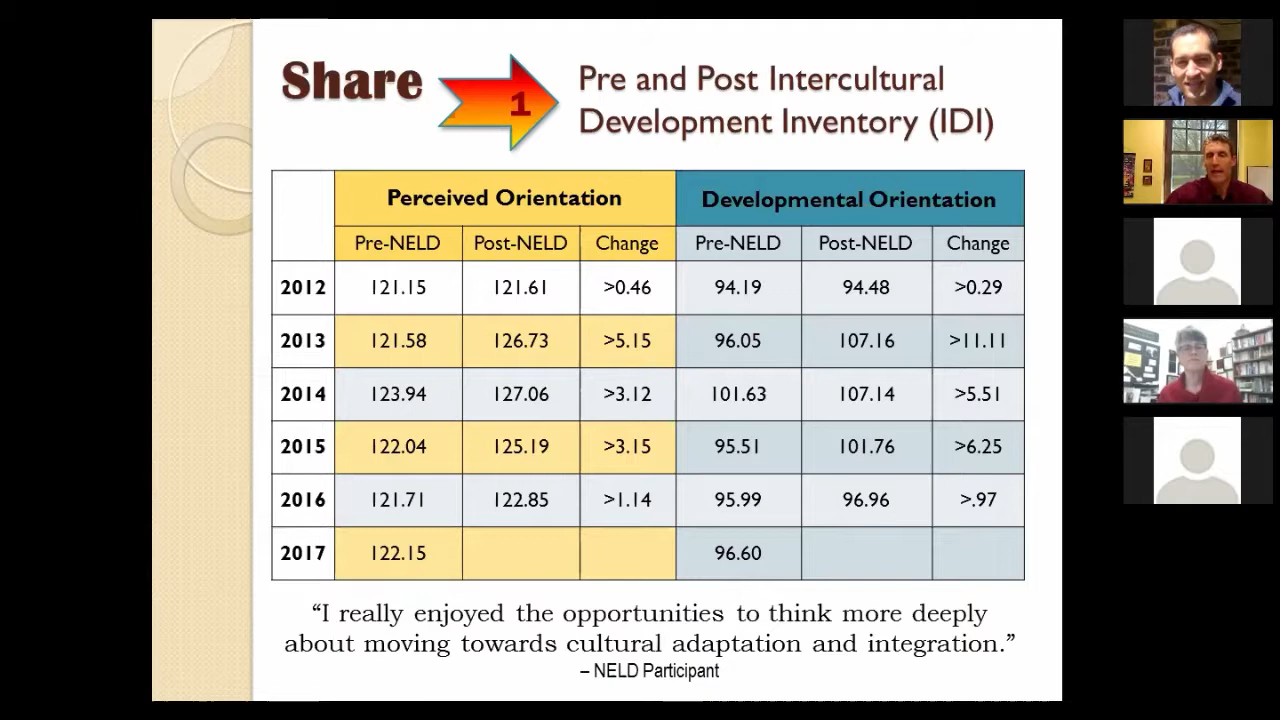 Share
1
Pre and Post Intercultural
Development Inventory (IDI)
Perceived Orientation Developmental Orientation
Pre-NELD Post-NELD Change Pre-NELD Post-NELD Change
2012 121.15 121.61 >0.46 94.19 94.48 >0.29
2013 121.58 126.73 >5.15 96.05 107.16 >11.11
2014 123.94 127.06 >3.12 101.63 107.14 >5.51
2015 122.04 125.19 >3.15 95.51 101.76 >6.25
2016 121.71 122.85 >1.14 95.99 96.96 >.97
2017 122.15 96.60
“I really enjoyed the opportunities to think more deeply
about moving towards cultural adaptation and integration.”
– NELD Participant